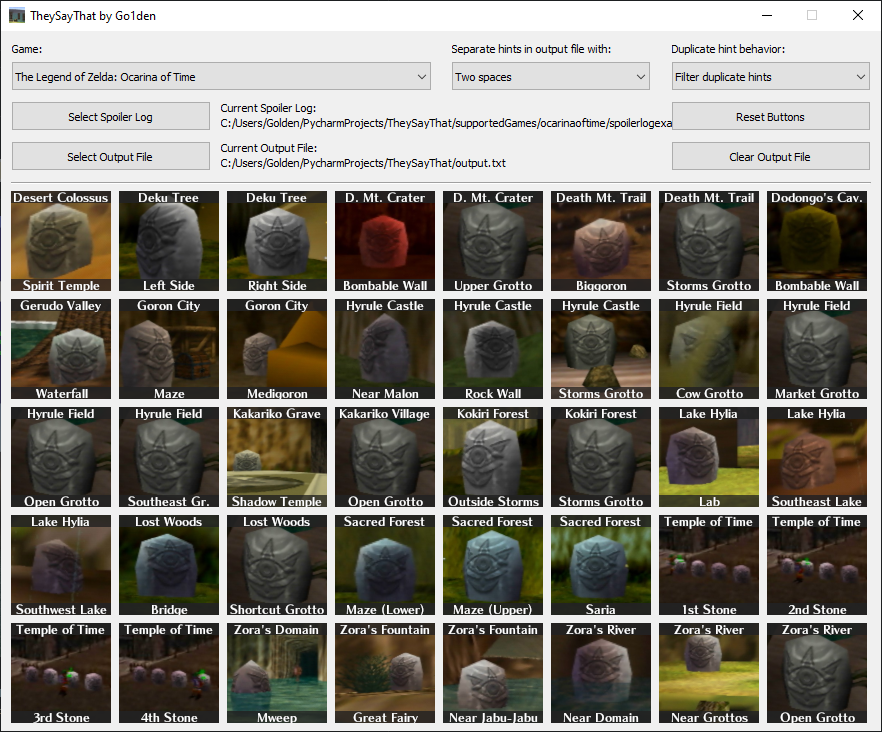 TheySayThat by Go1den
Game:
Separate hints in output file with:
Duplicate hint behavior:
The Legend of Zelda: Ocarina of Time
Two spaces
Filter duplicate hints
Select Spoiler Log
Current Spoiler Log:
C:/Users/Golden/PycharmProjects/TheySayThat/supportedGames/ocarinaoftime/spoilerlogexa
Reset Buttons
Select Output File
Current Output File:
C:/Users/Golden/PycharmProjects/TheySayThat/output.txt
Clear Output File
Desert Colossus
Spirit Temple
Deku Tree
Left Side
Deku Tree
Right Side
D. Mt. Crater
Bombable Wall
D. Mt. Crater
Upper Grotto
Death Mt. Trail
Biggoron
Death Mt. Trail
Storms Grotto
Dodongo's Cav.
Bombable Wall
Gerudo Valley
Waterfall
Goron City
Maze
Goron City
Medigoron
Hyrule Castle
Near Malon
Hyrule Castle
Rock Wall
Hyrule Castle
Storms Grotto
Hyrule Field
Cow Grotto
Hyrule Field
Market Grotto
Hyrule Field
Open Grotto
Hyrule Field
Southeast Gr.
Kakariko Grave
Shadow Temple
Kakariko Village
Open Grotto
Kokiri Forest
Outside Storms
Kokiri Forest
Storms Grotto
Lake Hylia
Lab
Lake Hylia
Southeast Lake
Lake Hylia
Southwest Lake
Lost Woods
Bridge
Lost Woods
Shortcut Grotto
Sacred Forest
Maze (Lower)
Sacred Forest
Maze (Upper)
Sacred Forest
Saria
Temple of Time
1st Stone
Temple of Time
2nd Stone
Temple of Time
3rd Stone
Temple of Time
4th Stone
Zora's Domain
Mweep
Zora's Fountain
Great Fairy
Zora's Fountain
Near Jabu-Jabu
Zora's River
Near Domain
Zora's River
Near Grottos
Zora's River
Open Grotto